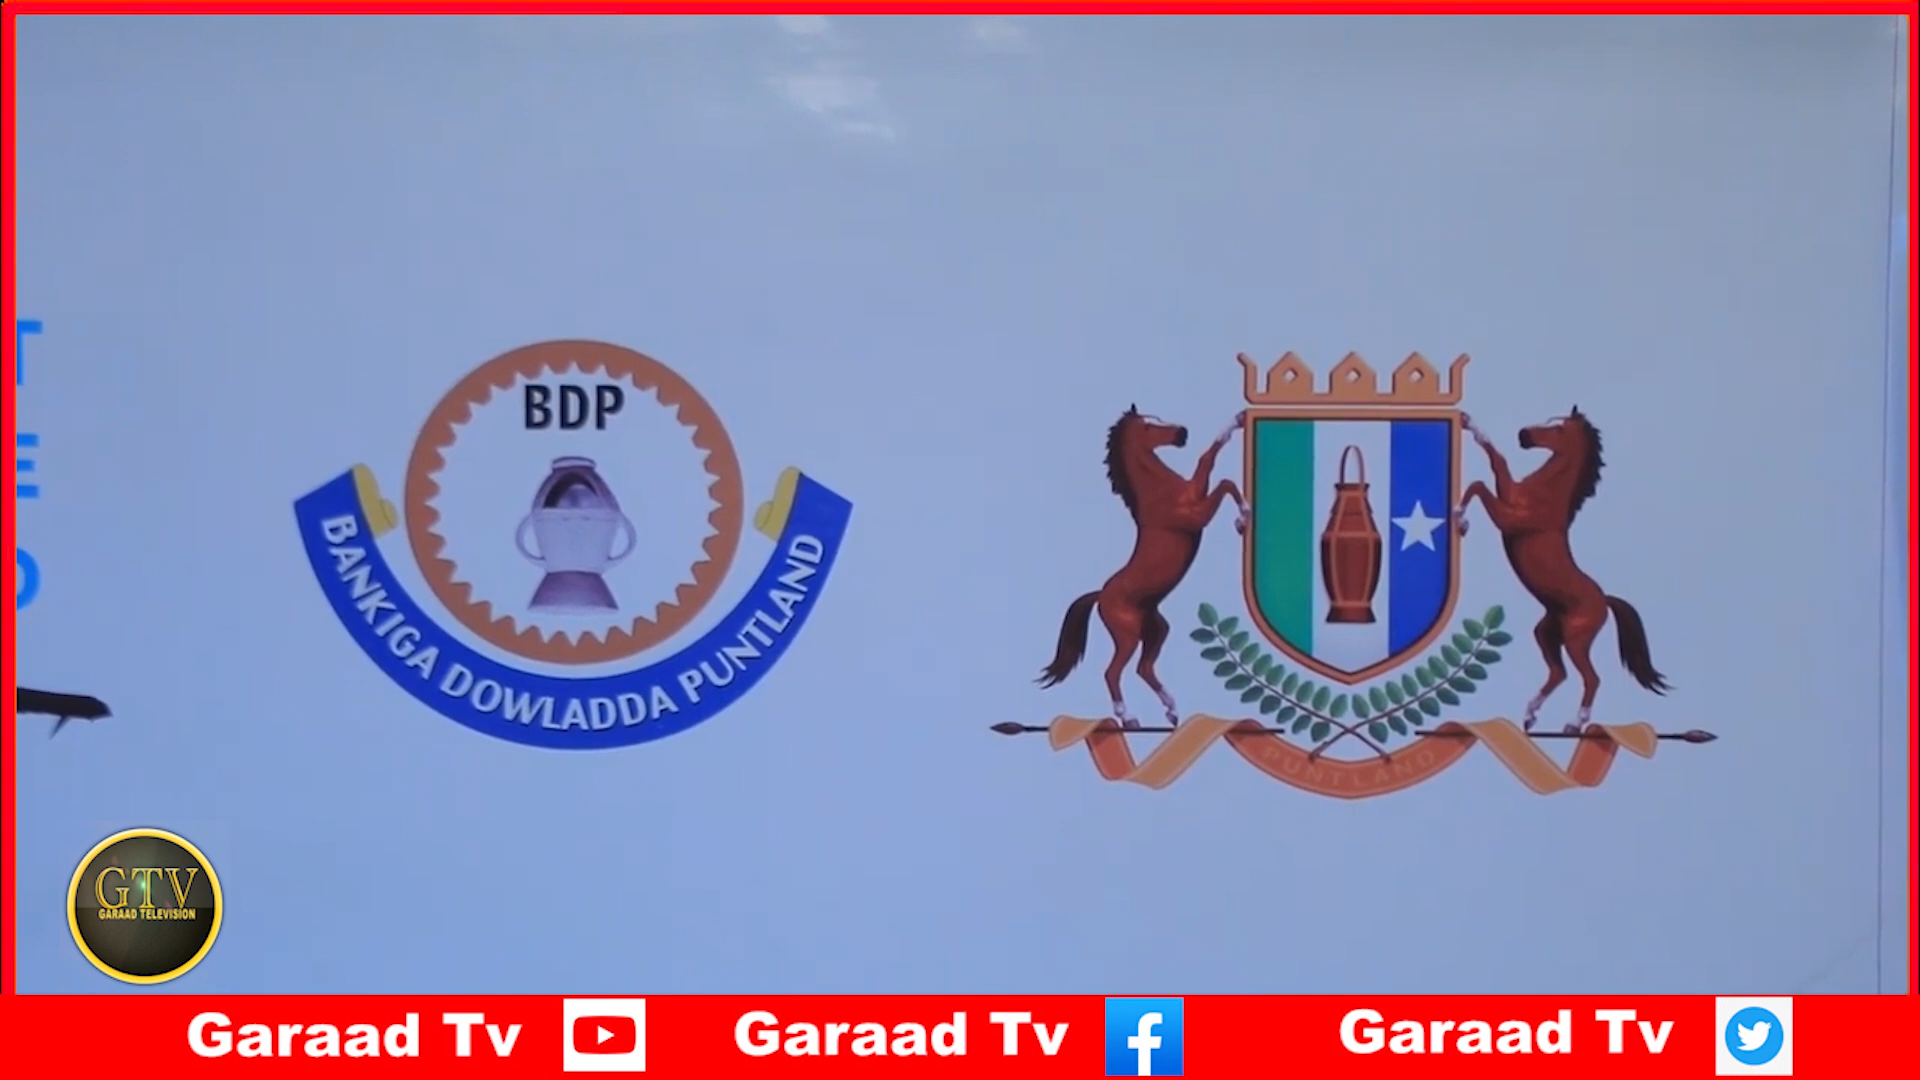 BDP
BANKIGA DOWLADDA PUNTLAND
PUNTLAND
GTV
GARAAD TELEVISION
Garaad Tv
Garaad Tv
Garaad Tv